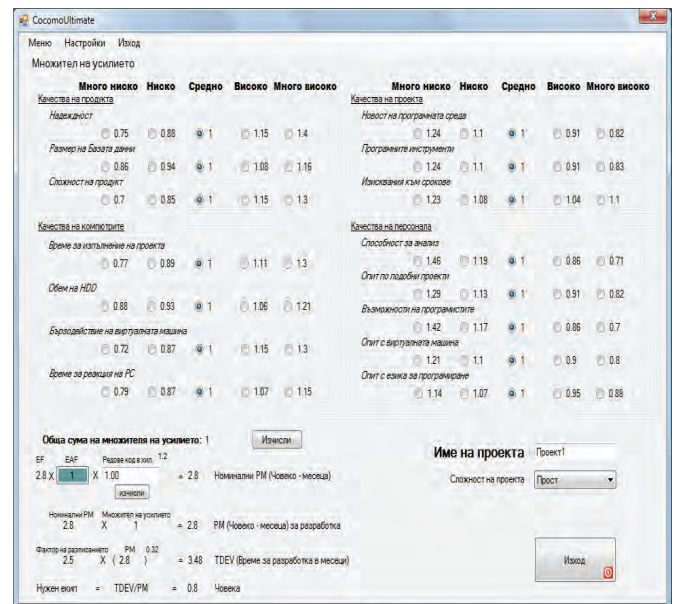 CocomoUltimate
Меню Настройки Изход
Множител на усилието
Много ниско Ниско Средно Високо Много високо
Качества на продукта
Надеждност
0.75 0.88 1 1.15 1.4
Размер на Базата данни
0.86 0.94 1 1.08 1.16
Сложност на продукт
0.7 0.85 1 1.15 1.3
Качества на компютрите
Време за изпълнение на проекта
0.77 0.89 1 1.11 1.3
Обем на HDD
0.88 0.93 1 1.06 1.21
Бързодействие на виртуалната машина
0.72 0.87 1 1.15 1.3
Време за реакция на PC
0.79 0.87 1 1.07 1.15
Много ниско Ниско Средно Високо Много високо
Качества на проекта
Новост на програмната среда
1.24 1.1 1 0.91 0.82
Програмните инструменти
1.24 1.1 1 0.91 0.83
Изисквания към срокове
1.23 1.08 1 1.04 1.1
Качества на персонала
Способност за анализ
1.46 1.19 1 0.86 0.71
Опит по подобни проекти
1.29 1.13 1 0.91 0.82
Възможности на програмистите
1.42 1.17 1 0.86 0.7
Опит с виртуалната машина
1.21 1.1 1 0.9 0.8
Опит с езика за програмиране
1.14 1.07 1 0.95 0.88
Обща сума на множителя на усилието: 1 Изчисли
EF EAF Редове код в хил. 1.2
2.8 X 1 X 1.00 = 2.8 Номинални PM (Човеко - месеца)
изчисли
Номинални PM Множител на усилието
2.8 X 1 = 2.8 PM (Човеко - месеца) за разработка
Фактор на разписанието PM 0.32
2.5 X ( 2.8 ) = 3.48 TDEV (Време за разработка в месеци)
Нужен екип = TDEV/PM = 0.8 Човека
Име на проекта Проект1
Сложност на проекта Прост
Изход